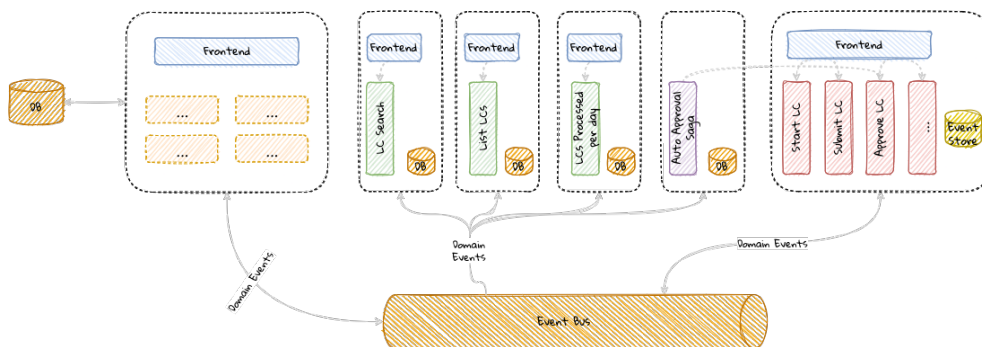 Frontend
DB
...
...
...
...
Frontend
LC Search
DB
Frontend
List LCs
DB
Frontend
LCs Processed
per day
DB
Auto Approval
Saga
DB
Frontend
Start LC
Submit LC
Approve LC
...
Event
Store
Domain Events
Domain
Events
Domain Events
Event Bus